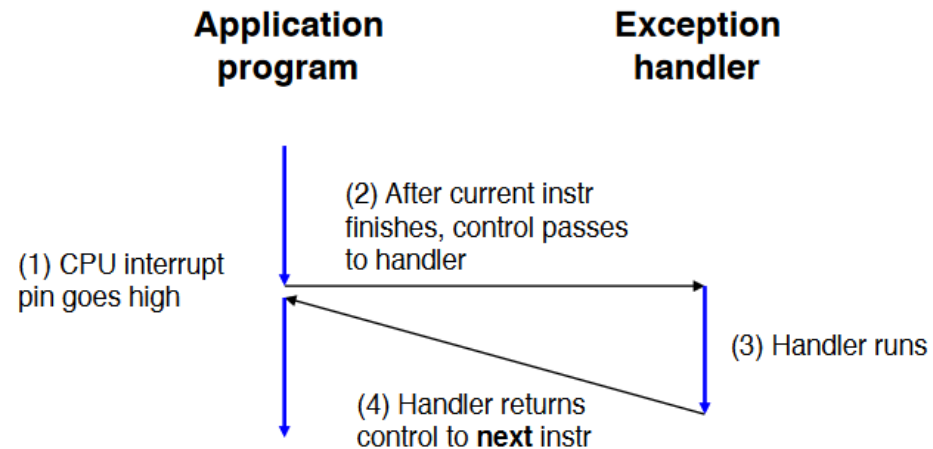 Application
program
Exception
handler
(2) After current instr
finishes, control passes
to handler
(1) CPU interrupt
pin goes high
(3) Handler runs
(4) Handler returns
control to next instr